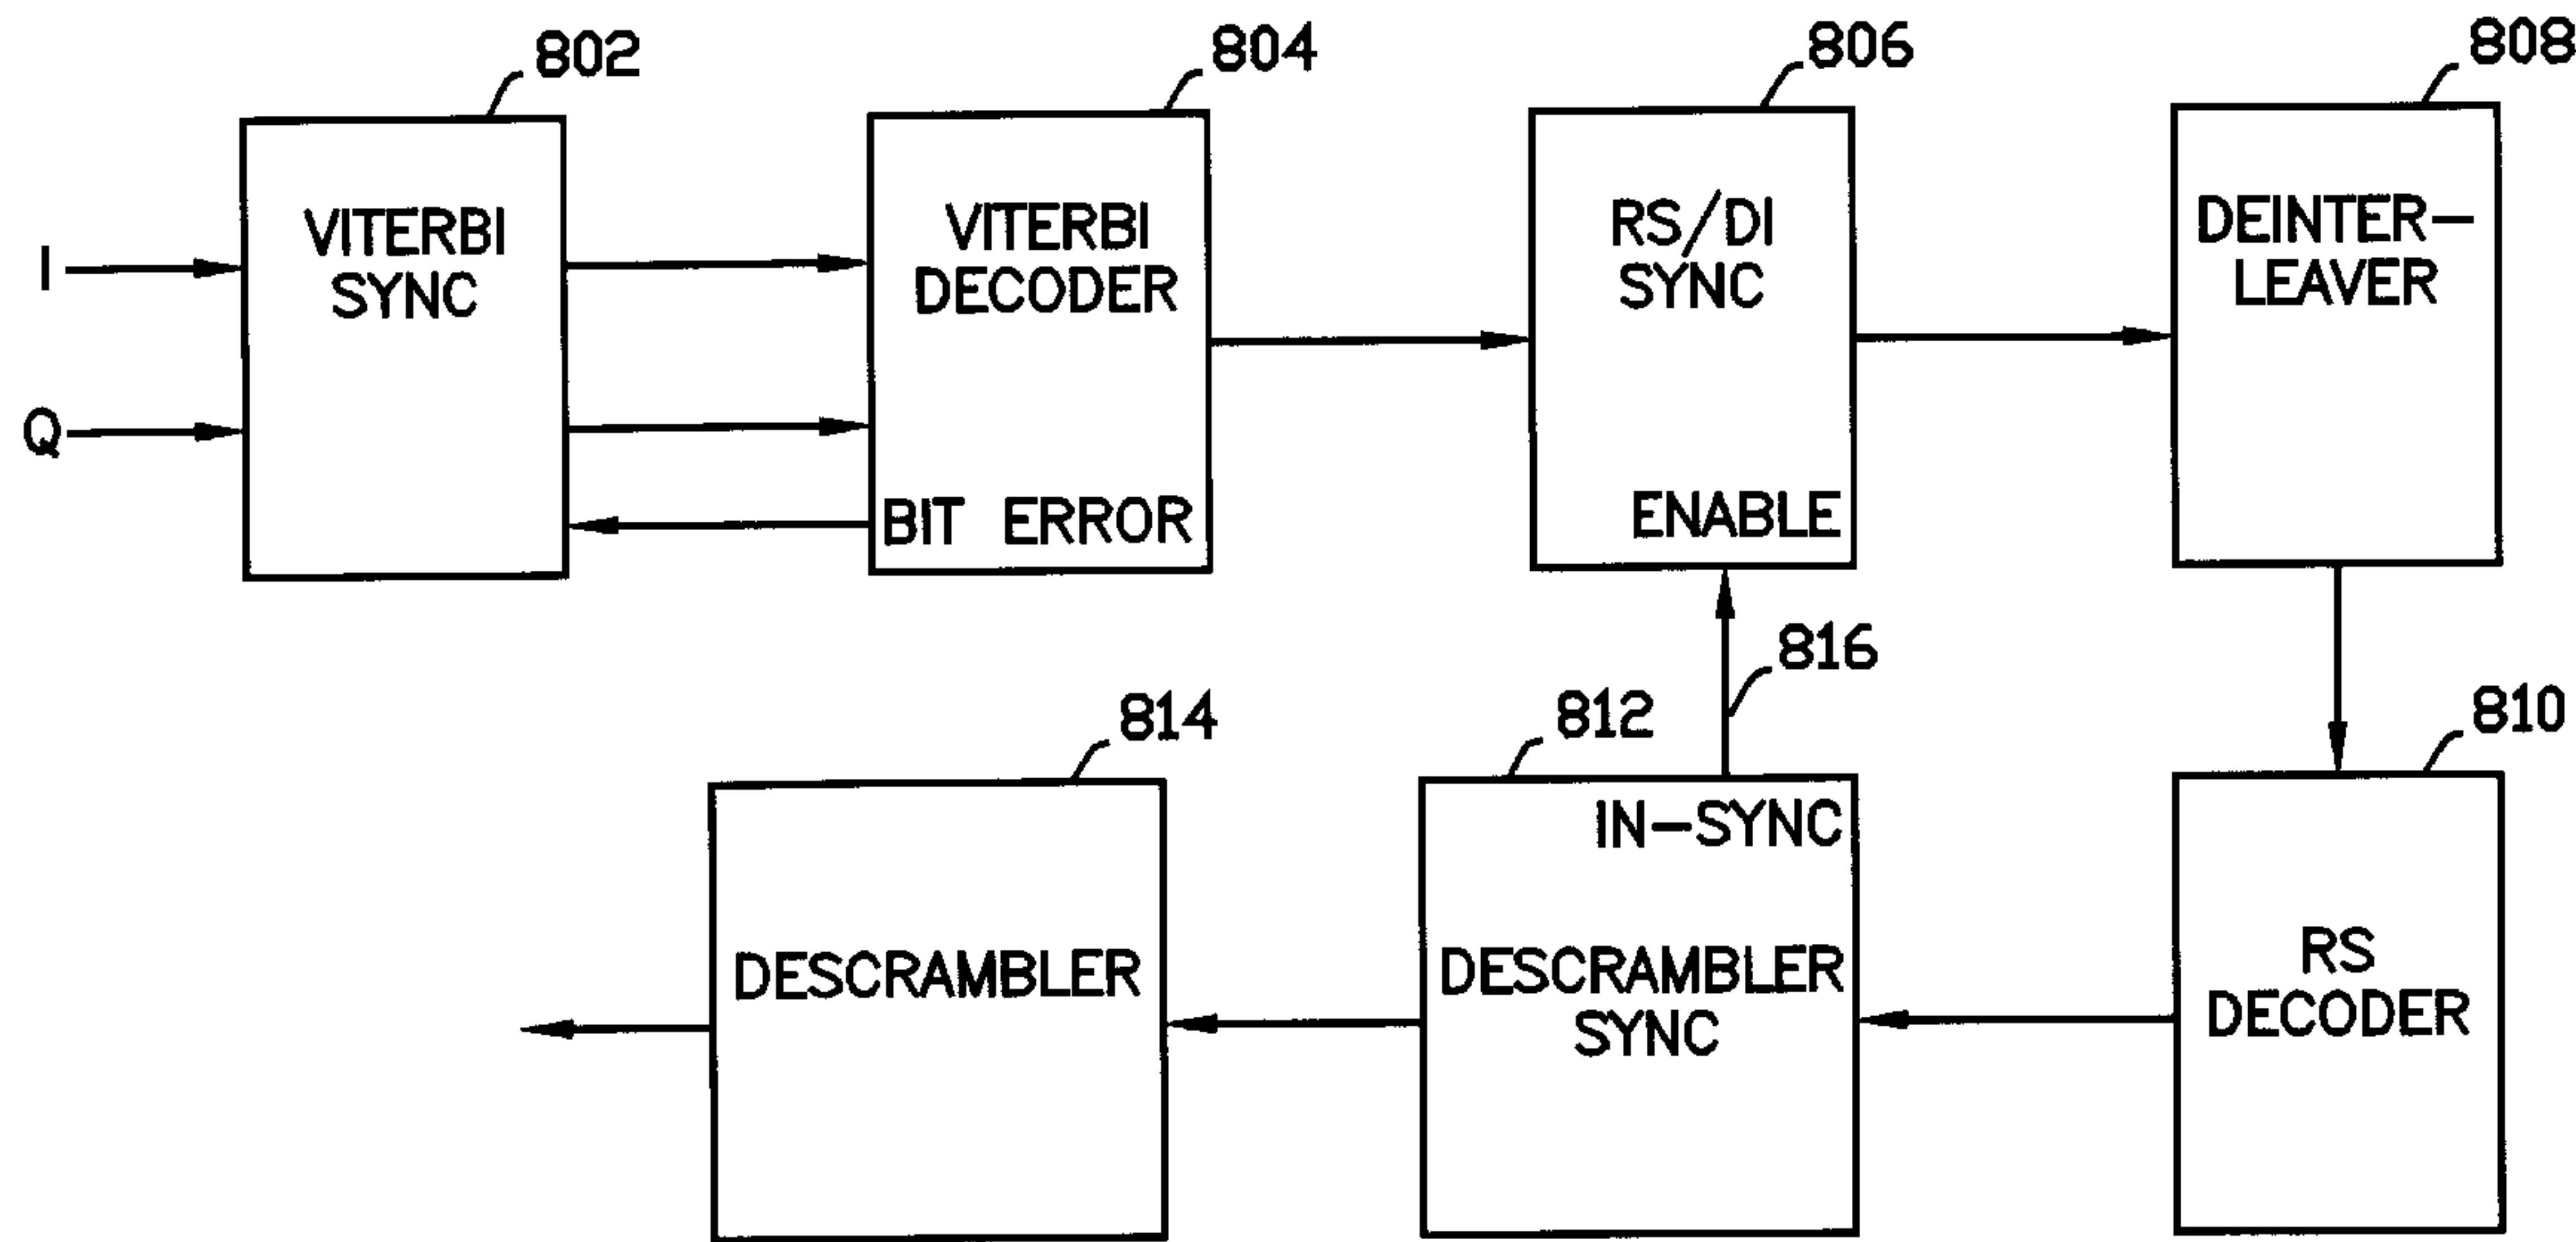 802
804
806
808
I
Q
VITERBI
SYNC
VITERBI
DECODER
BIT ERROR
RS/DI
SYNC
ENABLE
DEINTER-
LEAVER
816
814
812
810
DESCRAMBLER
IN-SYNC
DESCRAMBLER
SYNC
RS
DECODER